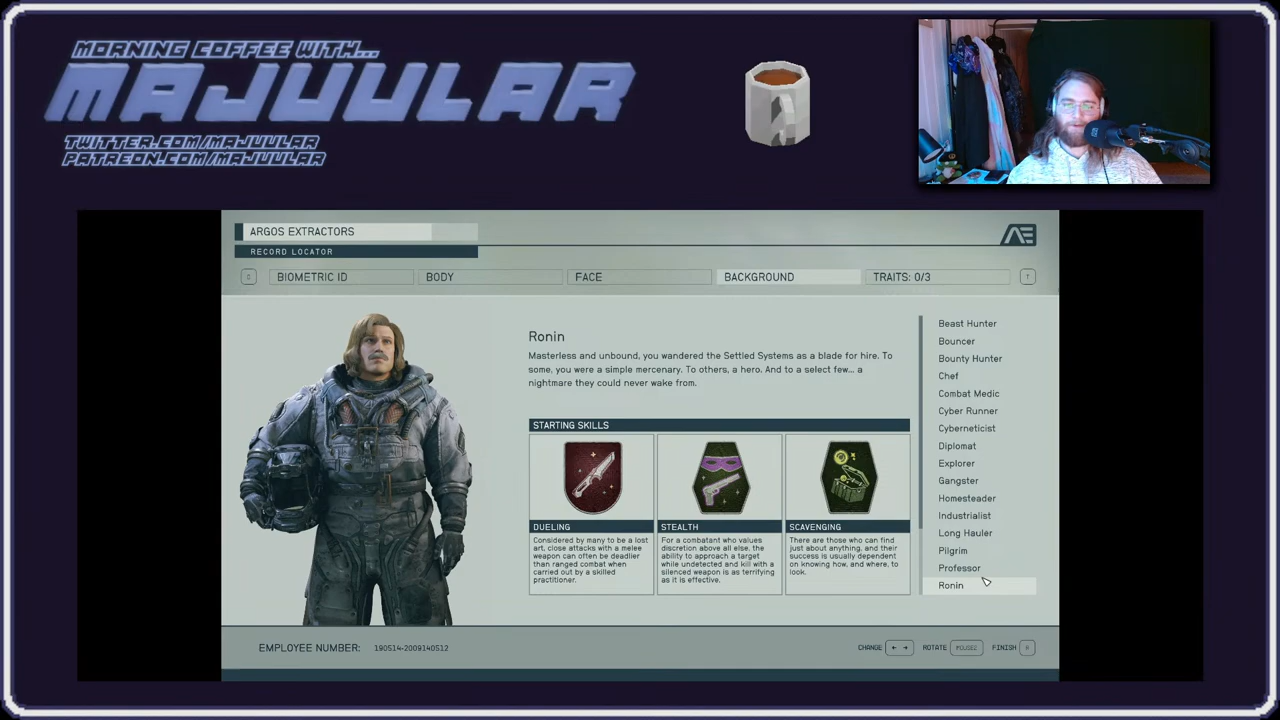 MORNING COFFEE WITH...
MAJUULAR
TWITTER.COM/MAJUULAR
PATREON.COM/MAJUULAR
ARGOS EXTRACTORS
RECORD LOCATOR
AE
BIOMETRIC ID
BODY
FACE
BACKGROUND
TRAITS: 0/3
Ronin
Masterless and unbound, you wandered the Settled Systems as a blade for hire. To
some, you were a simple mercenary. To others, a hero. And to a select few... a
nightmare they could never wake from.
STARTING SKILLS
DUELING
Considered by many to be a lost
art, close attacks with a melee
weapon can often be deadlier
than ranged combat when
carried out by a skilled
practitioner.
STEALTH
For a combatant who values
discretion above all else, the
ability to approach a target
while undetected and kill with a
silenced weapon is as terrifying
as it is effective.
SCAVENGING
There are those who can find
just about anything, and their
success is usually dependent
on knowing how, and where, to
look.
Beast Hunter
Bouncer
Bounty Hunter
Chef
Combat Medic
Cyber Runner
Cyberneticist
Diplomat
Explorer
Gangster
Homesteader
Industrialist
Long Hauler
Pilgrim
Professor
Ronin
EMPLOYEE NUMBER: 190514-2009140512
CHANGE
ROTATE MOUSE2
FINISH